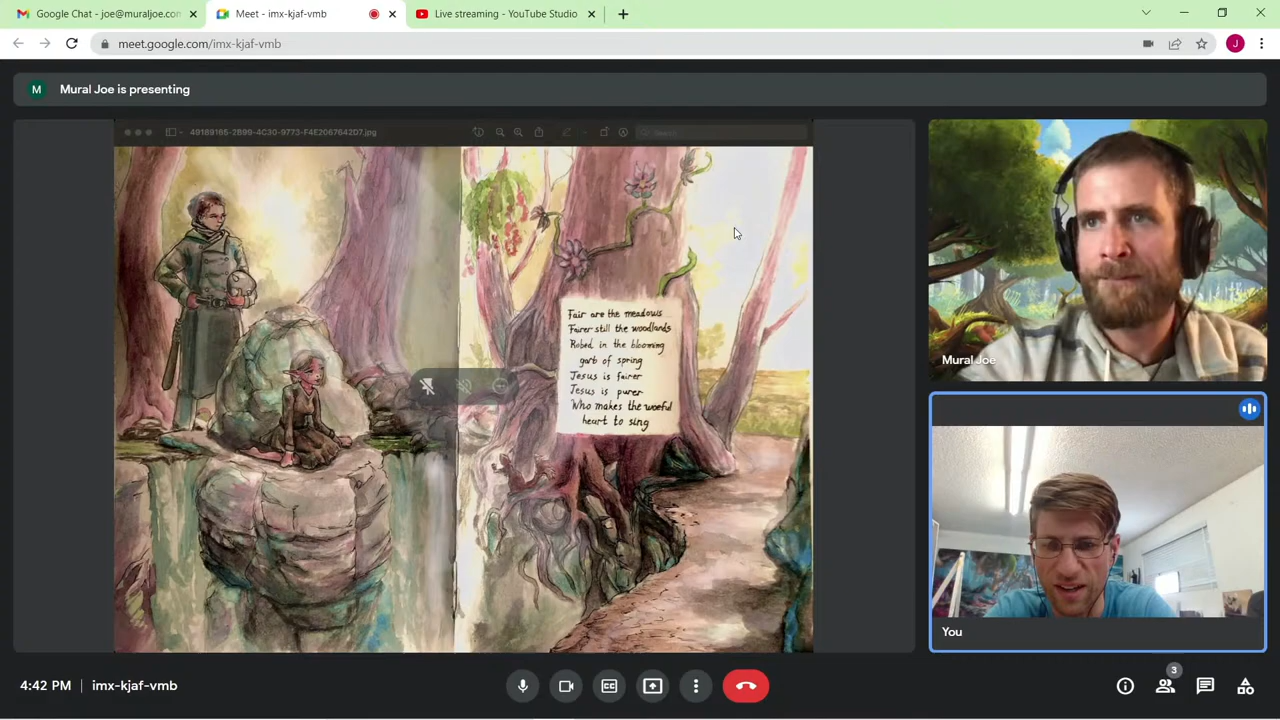 Google Chat - joe@muraljoe.com
Meet - imx-kjaf-vmb
Live streaming - YouTube Studio
meet.google.com/imx-kjaf-vmb
J
M
Mural Joe is presenting
Search
Fair are the meadows
Fairer still the woodlands
Robed in the blooming
garb of spring
Jesus is fairer
Jesus is purer
Who makes the woeful
heart to sing
Mural Joe
You
4:42 PM
imx-kjaf-vmb
CC
3